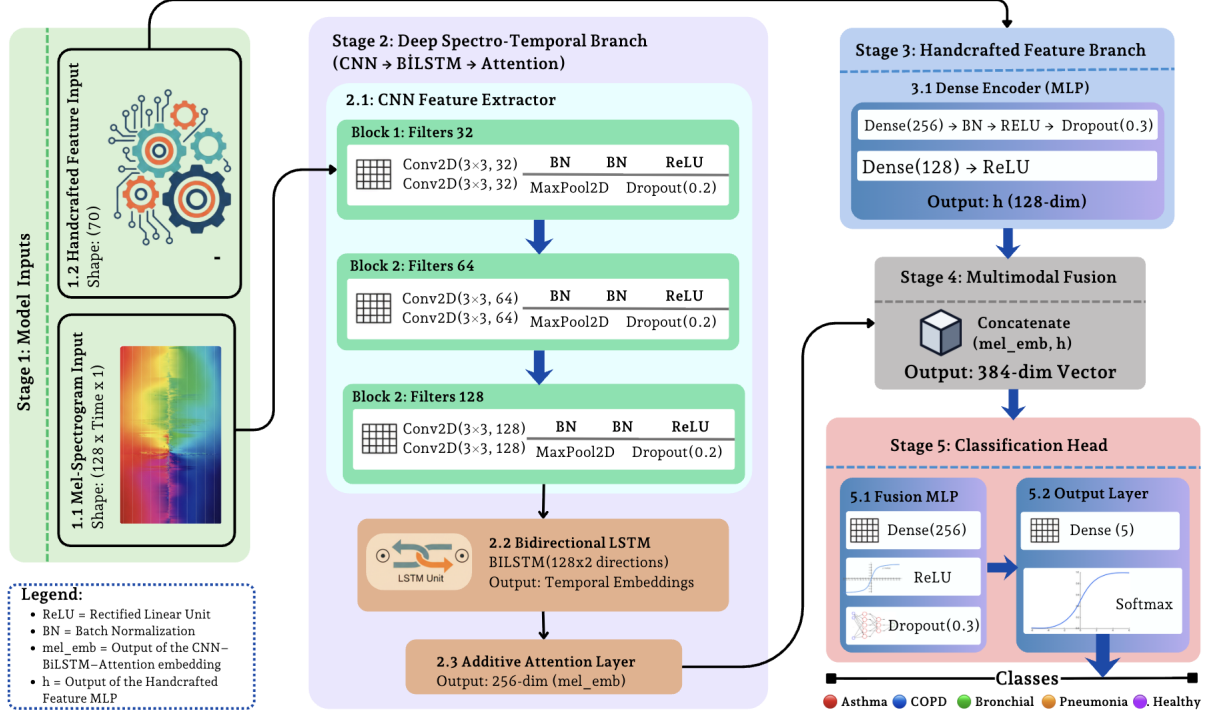 Stage 1: Model Inputs
1.2 Handcrafted Feature Input
Shape: (70)
-
1.1 Mel-Spectrogram Input
Shape: (128 x Time x 1)
Legend:
• ReLU = Rectified Linear Unit
• BN = Batch Normalization
• mel_emb = Output of the CNN–
BiLSTM–Attention embedding
• h = Output of the Handcrafted
Feature MLP
Stage 2: Deep Spectro-Temporal Branch
(CNN → BİLSTM → Attention)
2.1: CNN Feature Extractor
Block 1: Filters 32
Conv2D(3×3, 32)
Conv2D(3×3, 32)
BN BN ReLU
MaxPool2D Dropout(0.2)
Block 2: Filters 64
Conv2D(3×3, 64)
Conv2D(3×3, 64)
BN BN ReLU
MaxPool2D Dropout(0.2)
Block 2: Filters 128
Conv2D(3×3, 128)
Conv2D(3×3, 128)
BN BN ReLU
MaxPool2D Dropout(0.2)
LSTM Unit
2.2 Bidirectional LSTM
BILSTM(128x2 directions)
Output: Temporal Embeddings
2.3 Additive Attention Layer
Output: 256-dim (mel_emb)
Stage 3: Handcrafted Feature Branch
3.1 Dense Encoder (MLP)
Dense(256) → BN → RELU → Dropout(0.3)
Dense(128) → ReLU
Output: h (128-dim)
Stage 4: Multimodal Fusion
Concatenate
(mel_emb, h)
Output: 384-dim Vector
Stage 5: Classification Head
5.1 Fusion MLP
Dense(256)
ReLU
Dropout(0.3)
5.2 Output Layer
Dense (5)
Softmax
Classes
Asthma COPD Bronchial Pneumonia . Healthy